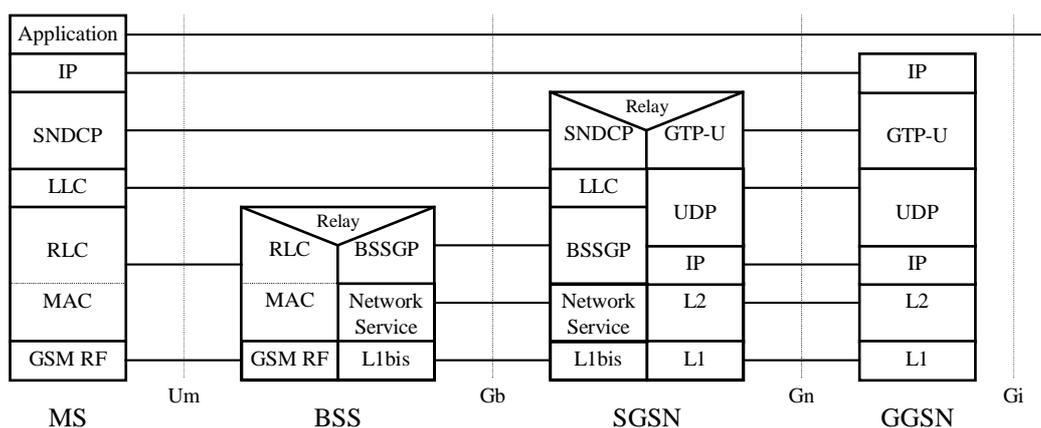 Application
IP
IP
Relay
SNDCP
SNDCP
GTP-U
GTP-U
LLC
LLC
UDP
UDP
Relay
RLC
RLC
BSSGP
BSSGP
IP
IP
MAC
MAC
Network
Service
Network
Service
L2
L2
GSM RF
GSM RF
L1bis
L1bis
L1
L1
Um
Gb
Gn
Gi
MS
BSS
SGSN
GGSN